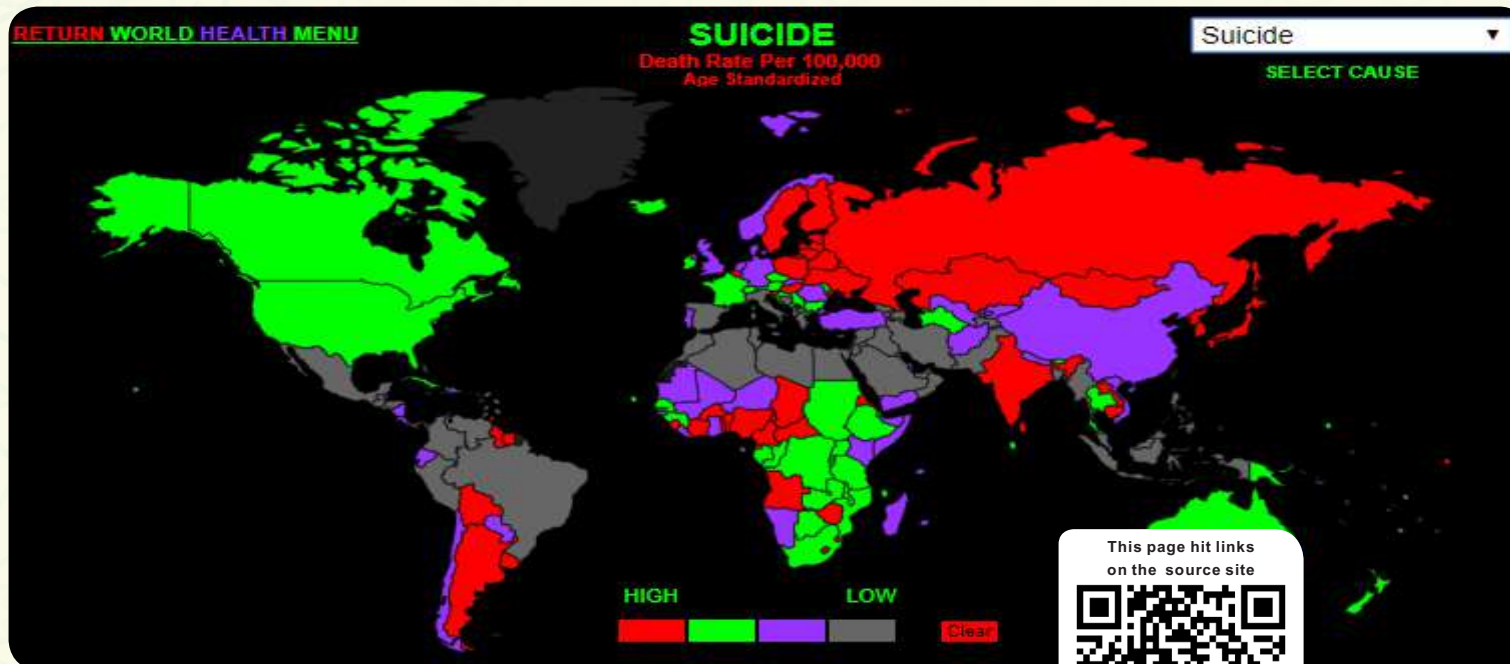 RETURN WORLD HEALTH MENU
SUICIDE
Death Rate Per 100,000
Age Standardized
Suicide
SELECT CAUSE
HIGH
LOW
Clear
This page hit links
on the source site